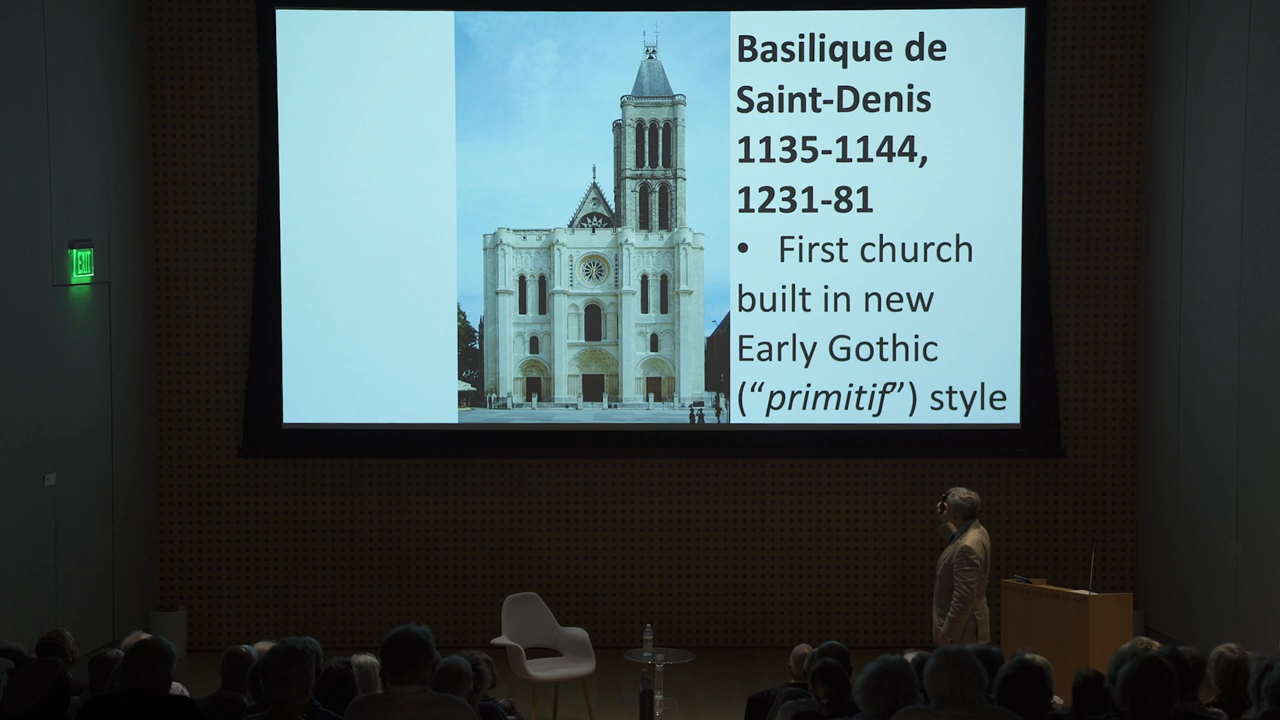 EXIT
Basilique de
Saint-Denis
1135-1144,
1231-81
• First church
built in new
Early Gothic
(“primitif”) style